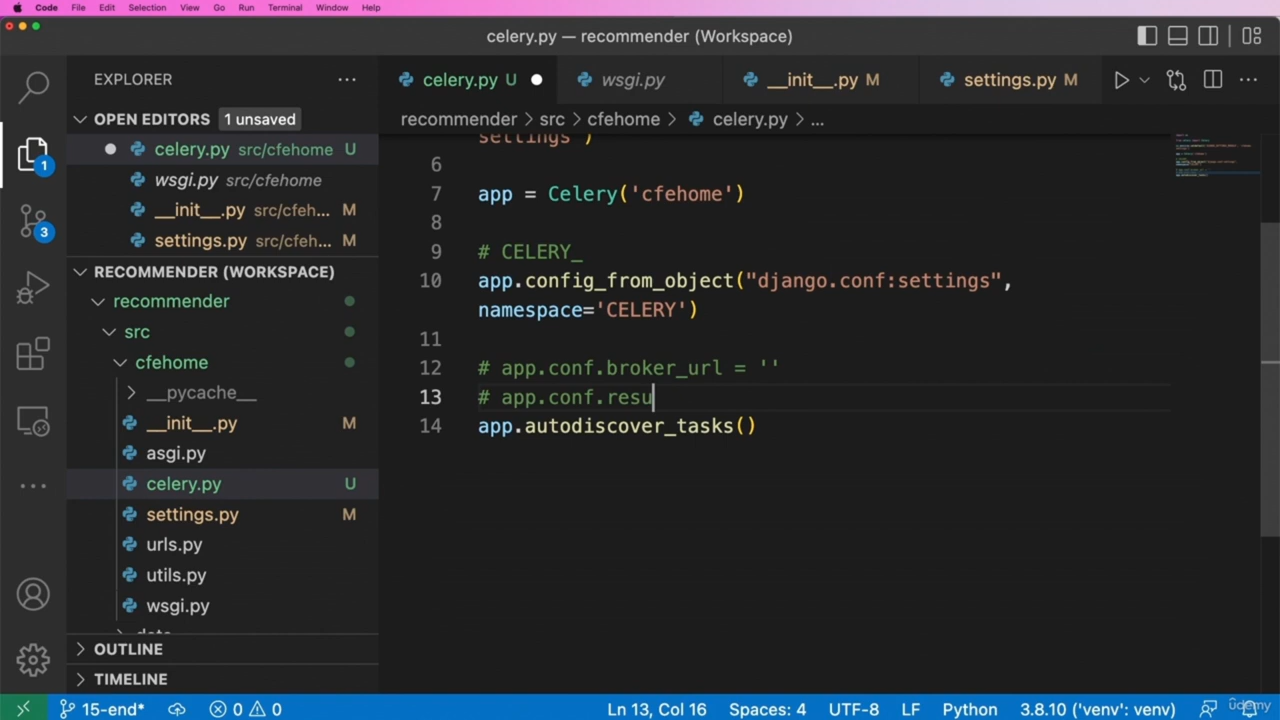 Code File Edit Selection View Go Run Terminal Window Help
celery.py — recommender (Workspace)
EXPLORER ...
celery.py U
wsgi.py
__init__.py M
settings.py M
OPEN EDITORS 1 unsaved
recommender > src > cfehome > celery.py > ...
celery.py src/cfehome U
wsgi.py src/cfehome
__init__.py src/cfeh... M
settings.py src/cfeh... M
RECOMMENDER (WORKSPACE)
recommender
src
cfehome
__pycache__
__init__.py M
asgi.py
celery.py U
settings.py M
urls.py
utils.py
wsgi.py
data
OUTLINE
TIMELINE
1
3
settings')
6
7 app = Celery('cfehome')
8
9 # CELERY_
10 app.config_from_object("django.conf:settings",
namespace='CELERY')
11
12 # app.conf.broker_url = ''
13 # app.conf.resu
14 app.autodiscover_tasks()
15-end* 0 0 Ln 13, Col 16 Spaces: 4 UTF-8 LF Python 3.8.10 ('venv': venv)
udemy